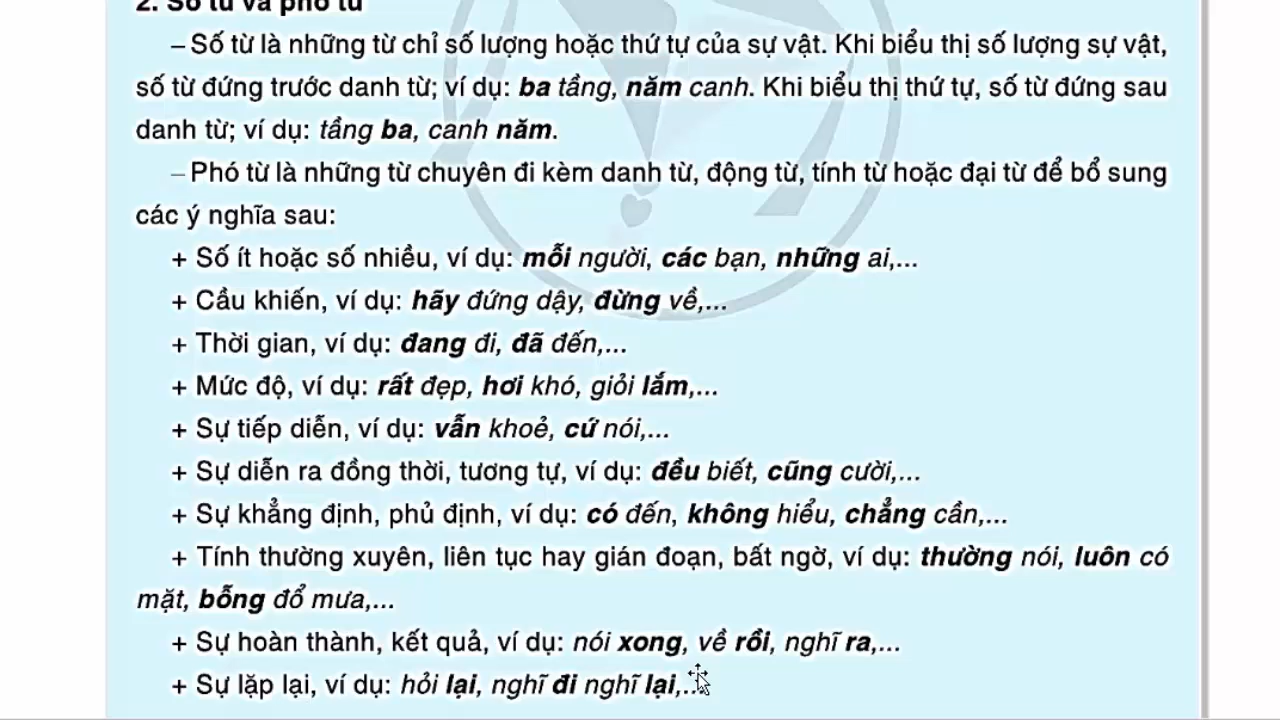 2. Số từ và phó từ
– Số từ là những từ chỉ số lượng hoặc thứ tự của sự vật. Khi biểu thị số lượng sự vật,
số từ đứng trước danh từ; ví dụ: ba tầng, năm canh. Khi biểu thị thứ tự, số từ đứng sau
danh từ; ví dụ: tầng ba, canh năm.
– Phó từ là những từ chuyên đi kèm danh từ, động từ, tính từ hoặc đại từ để bổ sung
các ý nghĩa sau:
+ Số ít hoặc số nhiều, ví dụ: mỗi người, các bạn, những ai,...
+ Cầu khiến, ví dụ: hãy đứng dậy, đừng về,...
+ Thời gian, ví dụ: đang đi, đã đến,...
+ Mức độ, ví dụ: rất đẹp, hơi khó, giỏi lắm,...
+ Sự tiếp diễn, ví dụ: vẫn khoẻ, cứ nói,...
+ Sự diễn ra đồng thời, tương tự, ví dụ: đều biết, cũng cười,...
+ Sự khẳng định, phủ định, ví dụ: có đến, không hiểu, chẳng cần,...
+ Tính thường xuyên, liên tục hay gián đoạn, bất ngờ, ví dụ: thường nói, luôn có
mặt, bỗng đổ mưa,...
+ Sự hoàn thành, kết quả, ví dụ: nói xong, về rồi, nghĩ ra,...
+ Sự lặp lại, ví dụ: hỏi lại, nghĩ đi nghĩ lại,...